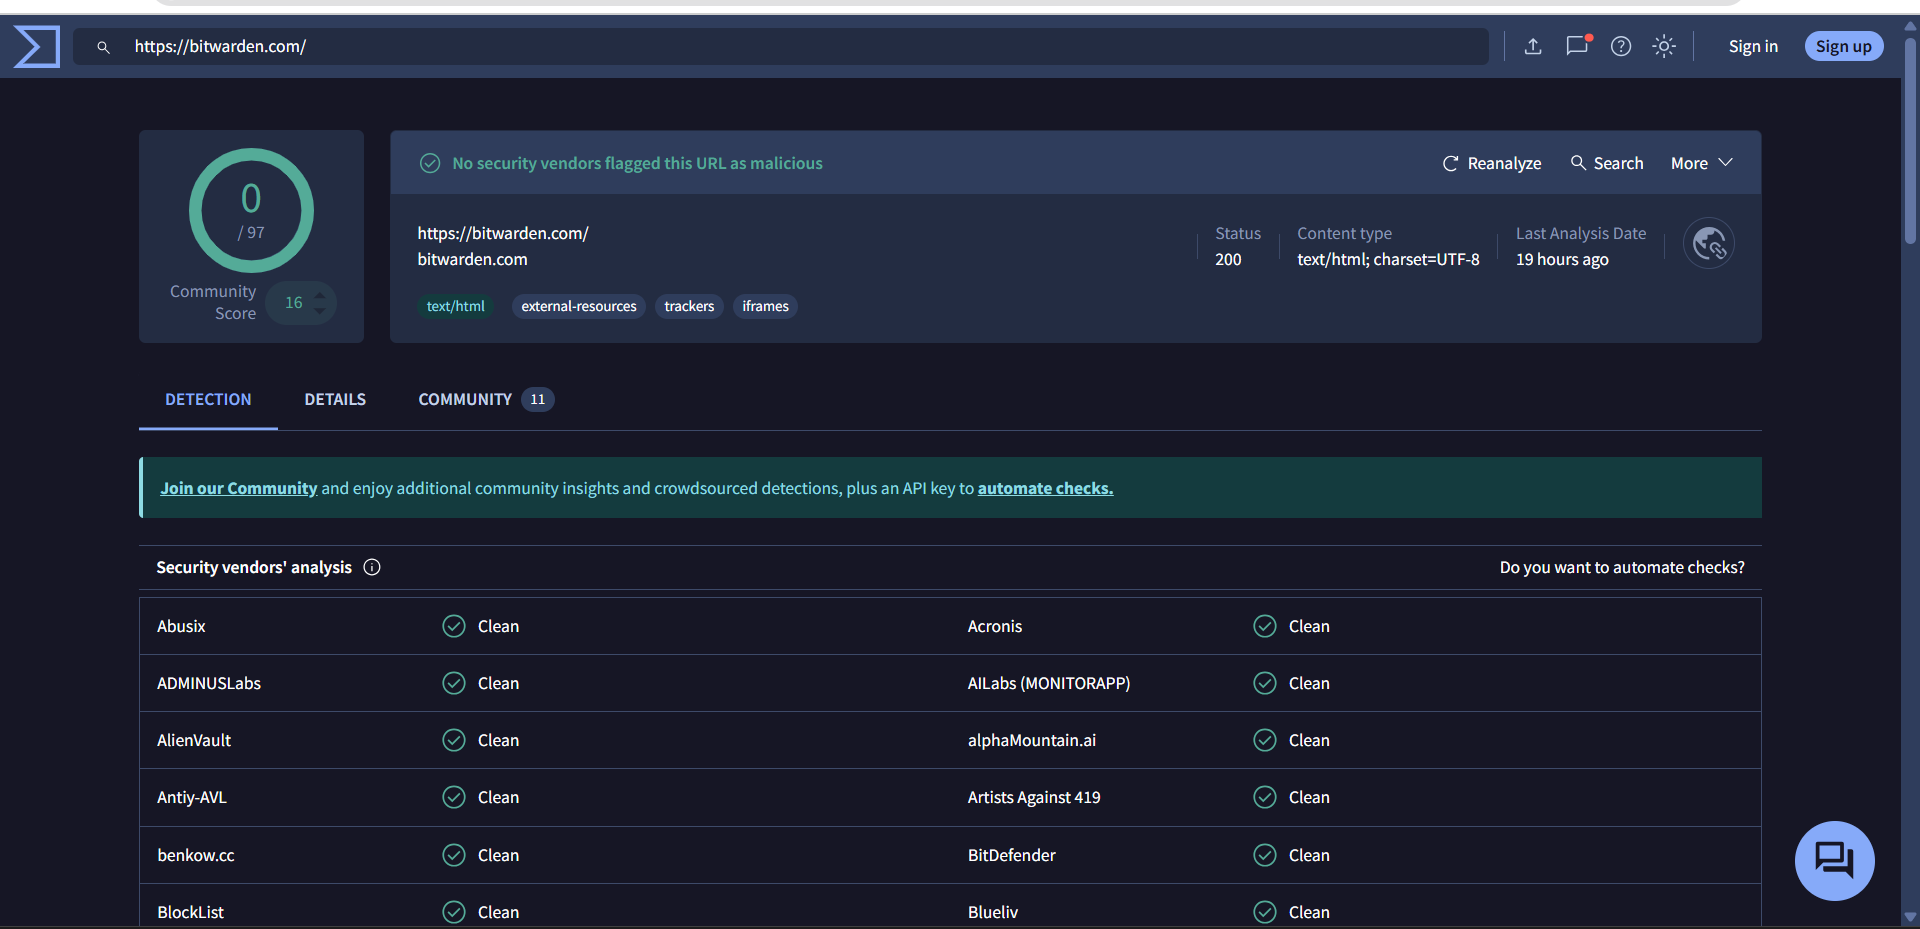 https://bitwarden.com/
Sign in
Sign up
0
/ 97
Community
Score
16
No security vendors flagged this URL as malicious
Reanalyze
Search
More
https://bitwarden.com/
bitwarden.com
Status
200
Content type
text/html; charset=UTF-8
Last Analysis Date
19 hours ago
text/html
external-resources
trackers
iframes
DETECTION
DETAILS
COMMUNITY
11
Join our Community and enjoy additional community insights and crowdsourced detections, plus an API key to automate checks.
Security vendors' analysis
Do you want to automate checks?
Abusix Clean Acronis Clean
ADMINUSLabs Clean AILabs (MONITORAPP) Clean
AlienVault Clean alphaMountain.ai Clean
Antiy-AVL Clean Artists Against 419 Clean
benkow.cc Clean BitDefender Clean
BlockList Clean Blueliv Clean